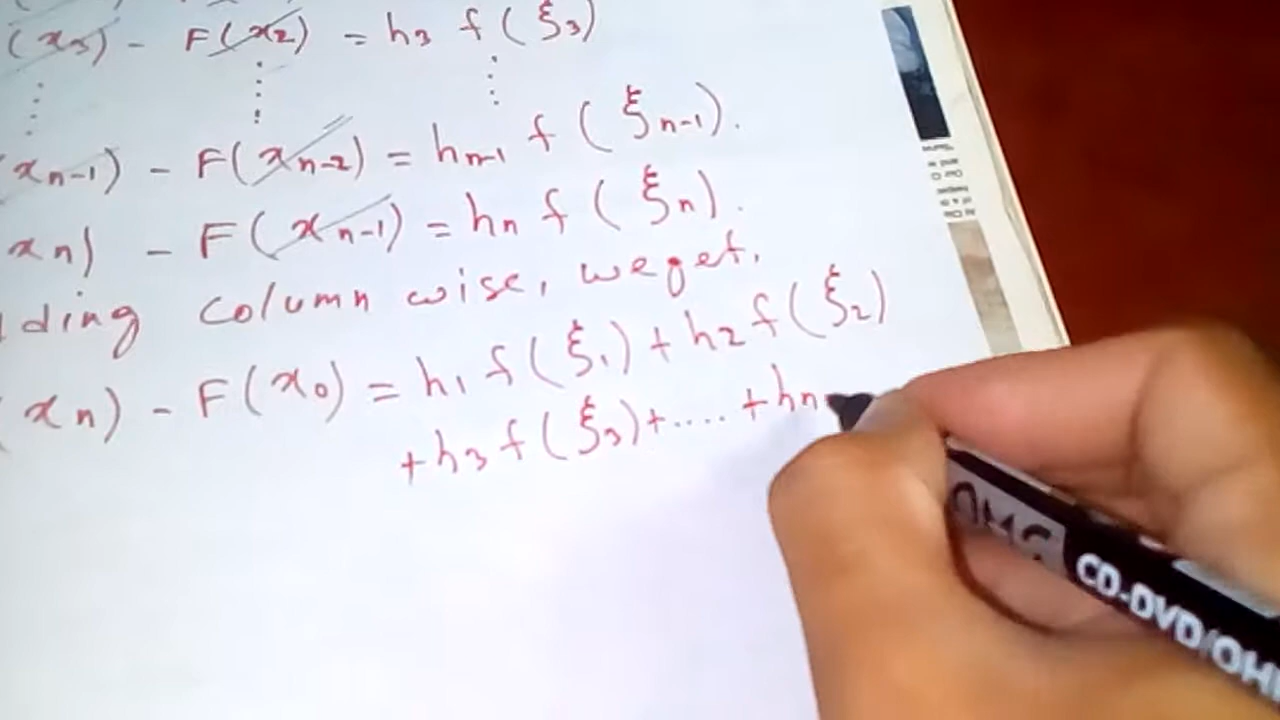 (x₃) - F(x₂) = h₃ f(ξ₃)
xₙ₋₁) - F(xₙ₋₂) = hₙ₋₁ f(ξₙ₋₁).
xₙ) - F(xₙ₋₁) = hₙ f(ξₙ).
ding column wise, we get,
(xₙ) - F(x₀) = h₁ f(ξ₁) + h₂ f(ξ₂)
+ h₃ f(ξ₃) + .... + hₙ
CD-DVD/OH